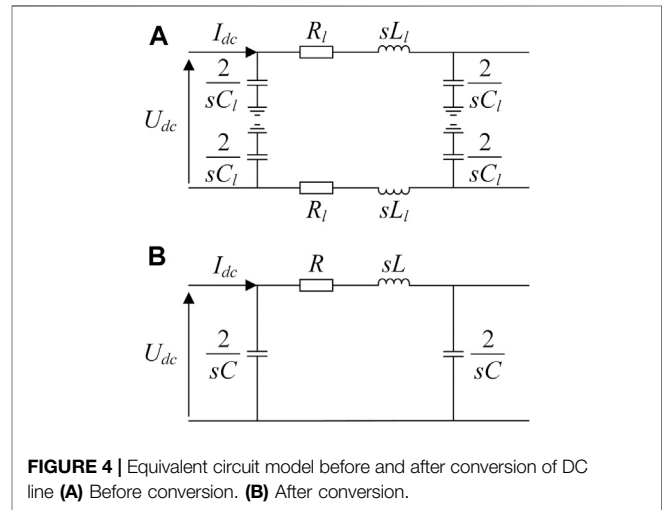 A
I_dc R_l sL_l
2/sC_l 2/sC_l
U_dc
2/sC_l 2/sC_l
R_l sL_l
B
I_dc R sL
U_dc 2/sC 2/sC
FIGURE 4 | Equivalent circuit model before and after conversion of DC
line (A) Before conversion. (B) After conversion.